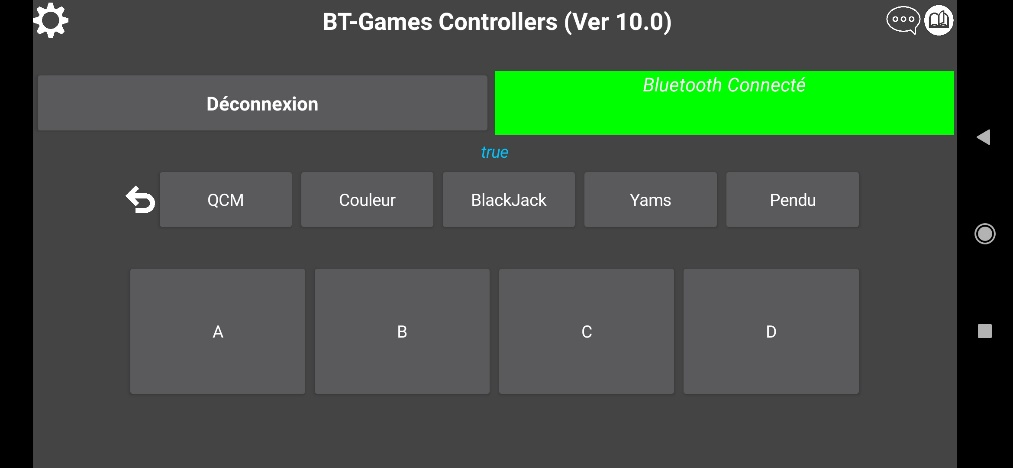 BT-Games Controllers (Ver 10.0)
Déconnexion
Bluetooth Connecté
true
QCM Couleur BlackJack Yams Pendu
A B C D